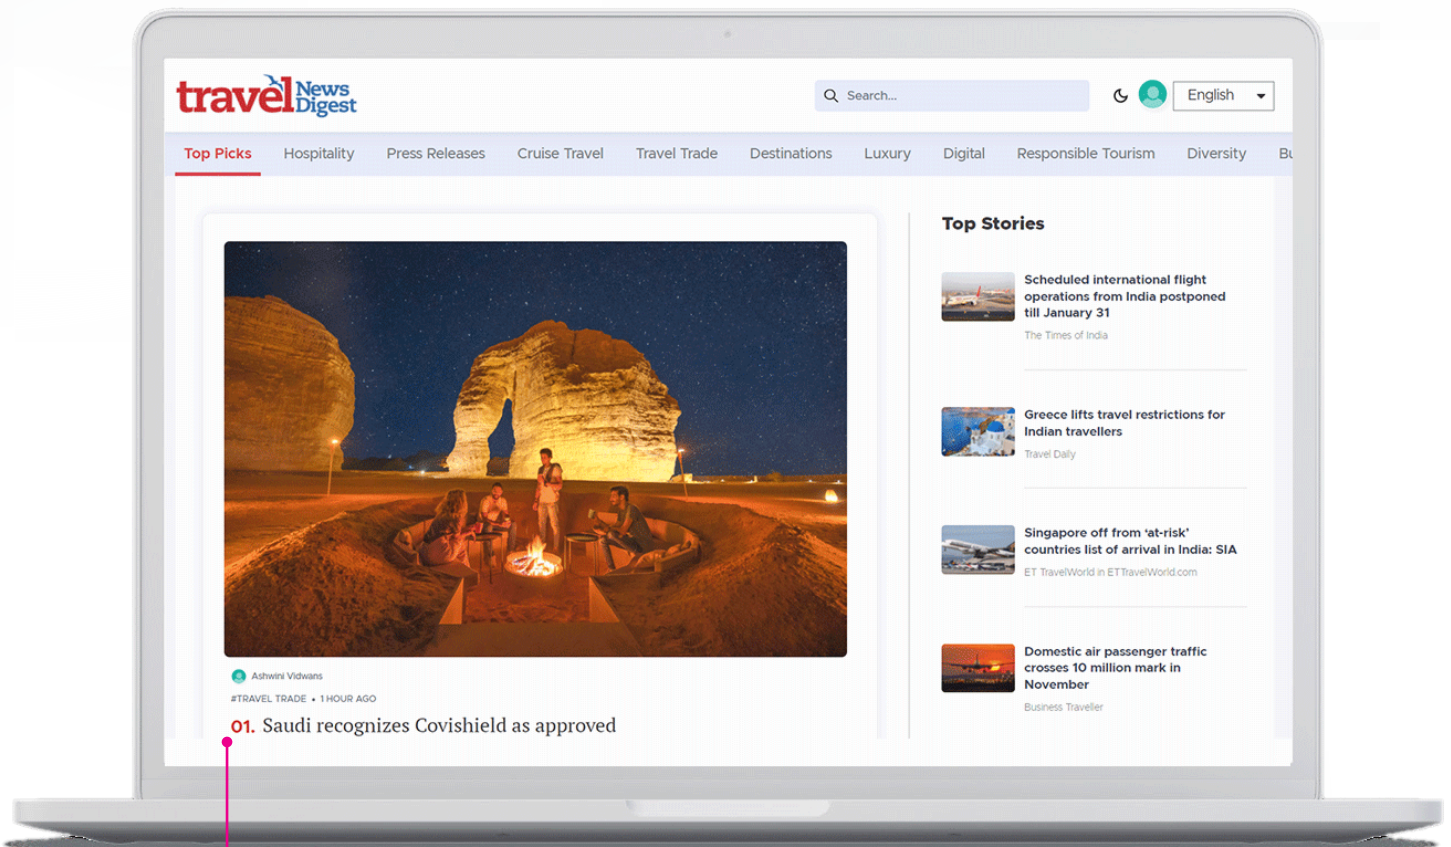 travel News
Digest
Search...
English
Top Picks Hospitality Press Releases Cruise Travel Travel Trade Destinations Luxury Digital Responsible Tourism Diversity Bu
Ashwini Vidwans
#TRAVEL TRADE • 1 HOUR AGO
01. Saudi recognizes Covishield as approved
Top Stories
Scheduled international flight
operations from India postponed
till January 31
The Times of India
Greece lifts travel restrictions for
Indian travellers
Travel Daily
Singapore off from ‘at-risk’
countries list of arrival in India: SIA
ET TravelWorld in ETTravelWorld.com
Domestic air passenger traffic
crosses 10 million mark in
November
Business Traveller